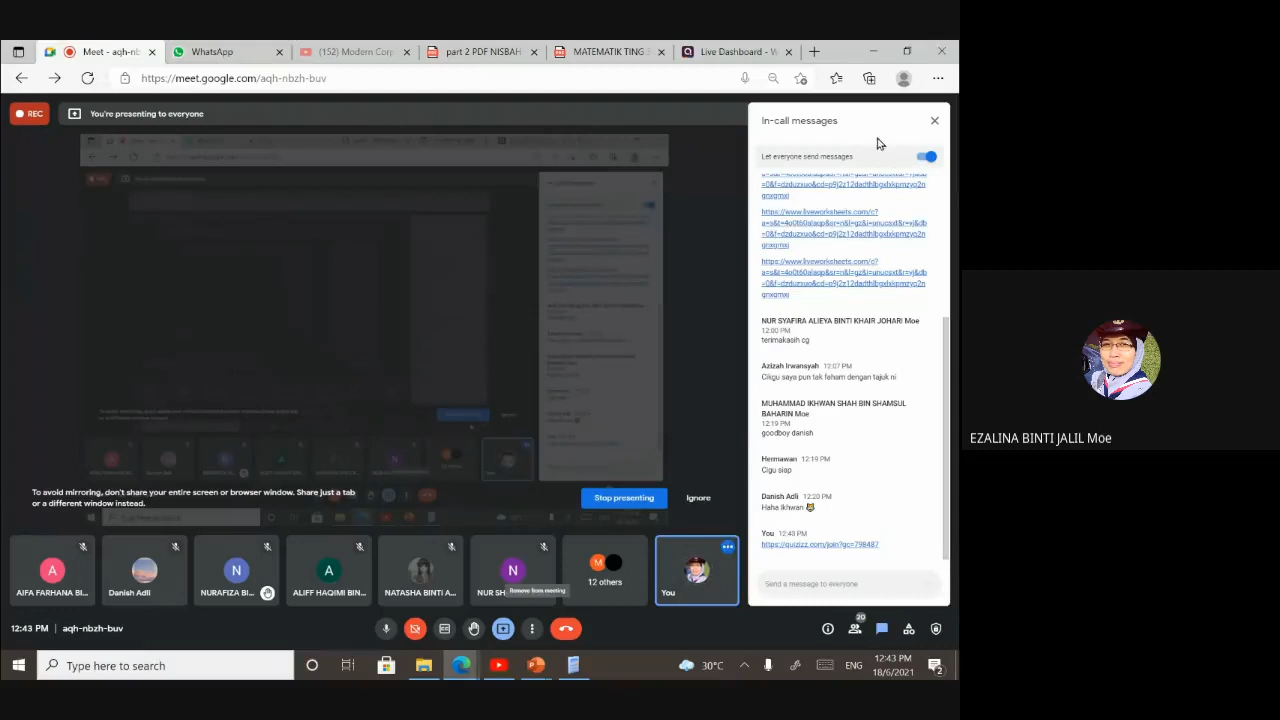 Meet - aqh-nb
WhatsApp
(152) Modern Corp
part 2 PDF NISBAH
MATEMATIK TING
Live Dashboard -
https://meet.google.com/aqh-nbzh-buv
REC
You're presenting to everyone
In-call messages
Let everyone send messages
https://www.liveworksheets.com/c?
https://www.liveworksheets.com/c?
NUR SYAFIRA ALIEYA BINTI KHAIR JOHARI Moe
12:00 PM
terimakasih cg
Azizah Irwansyah 12:07 PM
Cikgu saya pun tak faham dengan tajuk ni
MUHAMMAD IKHWAN SHAH BIN SHAMSUL
BAHARIN Moe
12:19 PM
goodboy danish
Hermawan 12:19 PM
Cigu siap
Danish Adli 12:20 PM
Haha Ikhwan 😹
You 12:43 PM
https://quizizz.com/join?gc=798487
Send a message to everyone
To avoid mirroring, don't share your entire screen or browser window. Share just a tab
or a different window instead.
Stop presenting
Ignore
A
N
A
N
M
12 others
AIFA FARHANA BI...
Danish Adli
NURAFIZA BI...
ALIFF HAQIMI BIN...
NATASHA BINTI A...
NUR SH
Remove from meeting
You
12:43 PM | aqh-nbzh-buv
20
Type here to search
30°C
ENG
12:43 PM
18/6/2021
2
EZALINA BINTI JALIL Moe